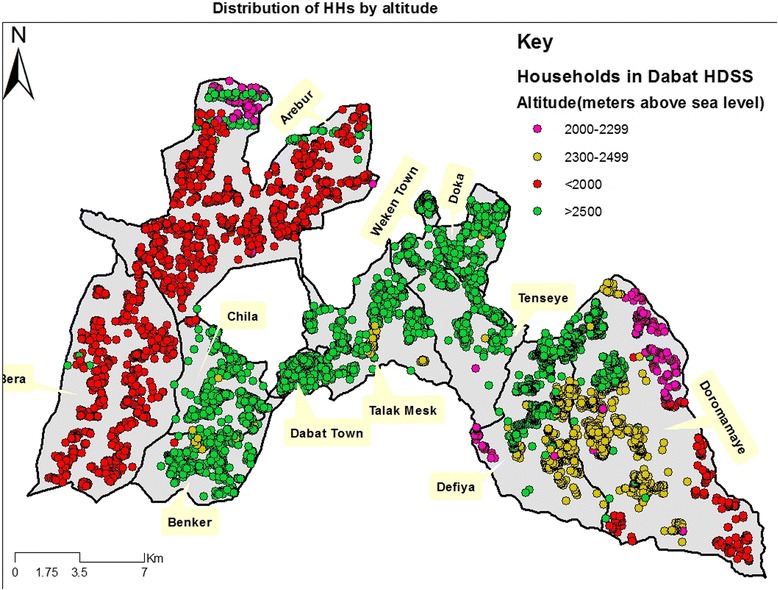 Distribution of HHs by altitude
N
Key
Households in Dabat HDSS
Altitude(meters above sea level)
2000-2299
2300-2499
<2000
>2500
Arebur
Weken Town
Doka
Tenseye
Chila
Bera
Dabat Town
Talak Mesk
Doromamaye
Defiya
Benker
Km
0 1.75 3.5 7